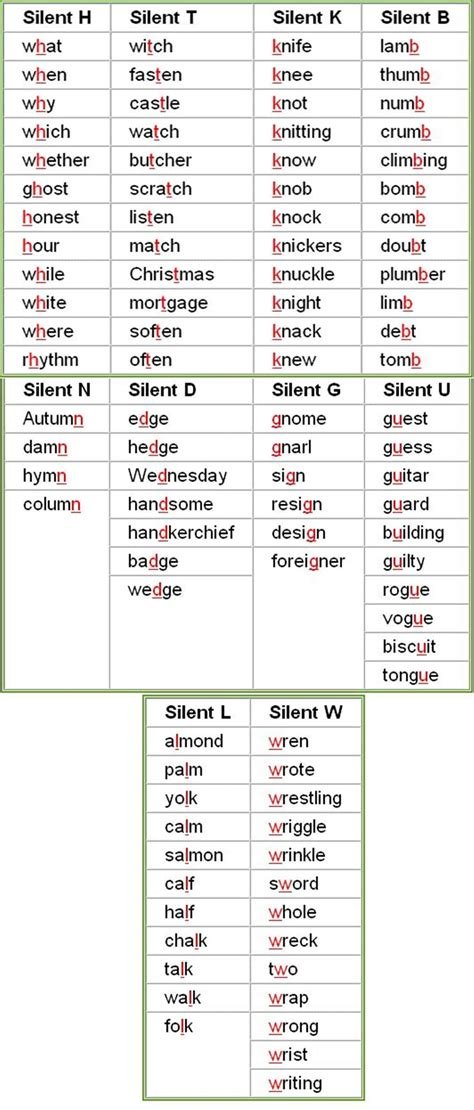 Silent H Silent T Silent K Silent B
what witch knife lamb
when fasten knee thumb
why castle knot numb
which watch knitting crumb
whether butcher know climbing
ghost scratch knob bomb
honest listen knock comb
hour match knickers doubt
while Christmas knuckle plumber
white mortgage knight limb
where soften knack debt
rhythm often knew tomb
Silent N Silent D Silent G Silent U
Autumn edge gnome guest
damn hedge gnarl guess
hymn Wednesday sign guitar
column handsome resign guard
handkerchief design building
badge foreigner guilty
wedge rogue
vogue
biscuit
tongue
Silent L Silent W
almond wren
palm wrote
yolk wrestling
calm wriggle
salmon wrinkle
calf sword
half whole
chalk wreck
talk two
walk wrap
folk wrong
wrist
writing